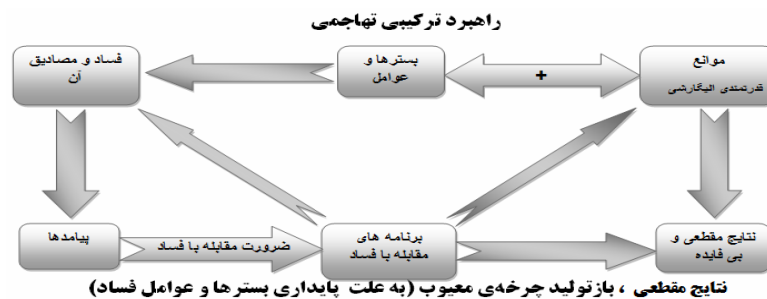 راهبرد ترکیبی تهاجمی
موانع
قدرتمندی الیگارشی
+
بسترها و
عوامل
فساد و مصادیق
آن
پیامدها
ضرورت مقابله با فساد
برنامه های
مقابله با فساد
نتایج مقطعی و
بی فایده
نتایج مقطعی ، بازتولید چرخه‌ی معیوب (به علت پایداری بسترها و عوامل فساد)